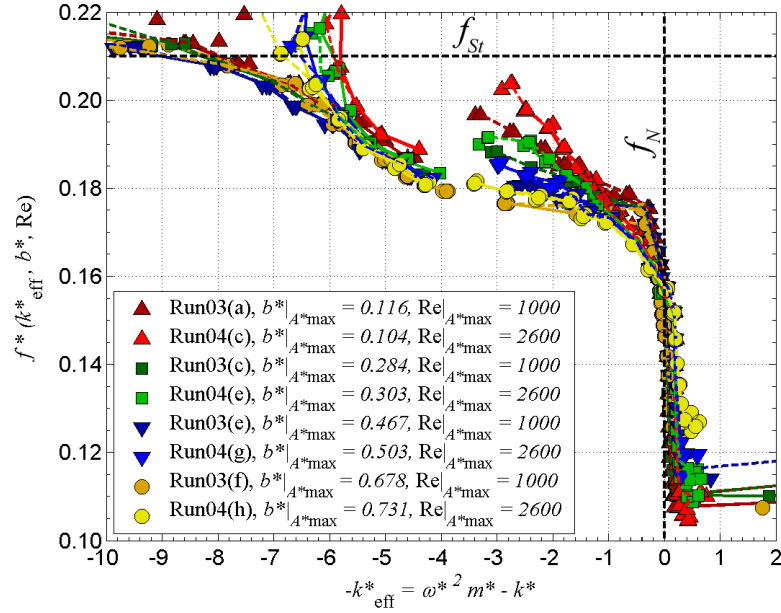 0.22
0.20
0.18
0.16
0.14
0.12
0.10
f* (k*eff, b*, Re)
fSt
fN
Run03(a), b*|A*max = 0.116, Re|A*max = 1000
Run04(c), b*|A*max = 0.104, Re|A*max = 2600
Run03(c), b*|A*max = 0.284, Re|A*max = 1000
Run04(e), b*|A*max = 0.303, Re|A*max = 2600
Run03(e), b*|A*max = 0.467, Re|A*max = 1000
Run04(g), b*|A*max = 0.503, Re|A*max = 2600
Run03(f), b*|A*max = 0.678, Re|A*max = 1000
Run04(h), b*|A*max = 0.731, Re|A*max = 2600
-10 -9 -8 -7 -6 -5 -4 -3 -2 -1 0 1 2
-k*eff = ω*² m* - k*